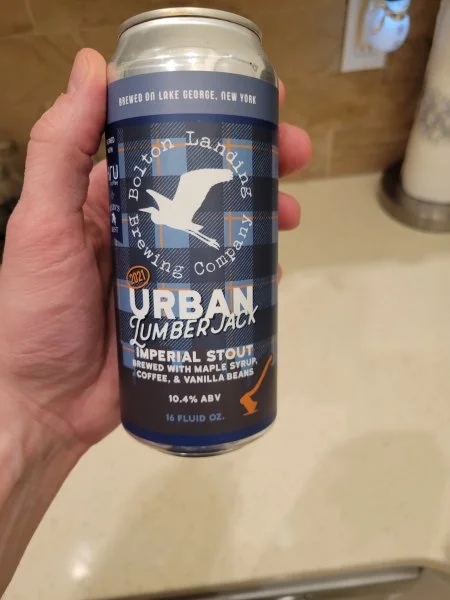 BREWED ON LAKE GEORGE, NEW YORK
Bolton Landing
Brewing Company
2021
URBAN
LUMBERJACK
IMPERIAL STOUT
BREWED WITH MAPLE SYRUP,
COFFEE, & VANILLA BEANS
10.4% ABV
16 FLUID OZ.